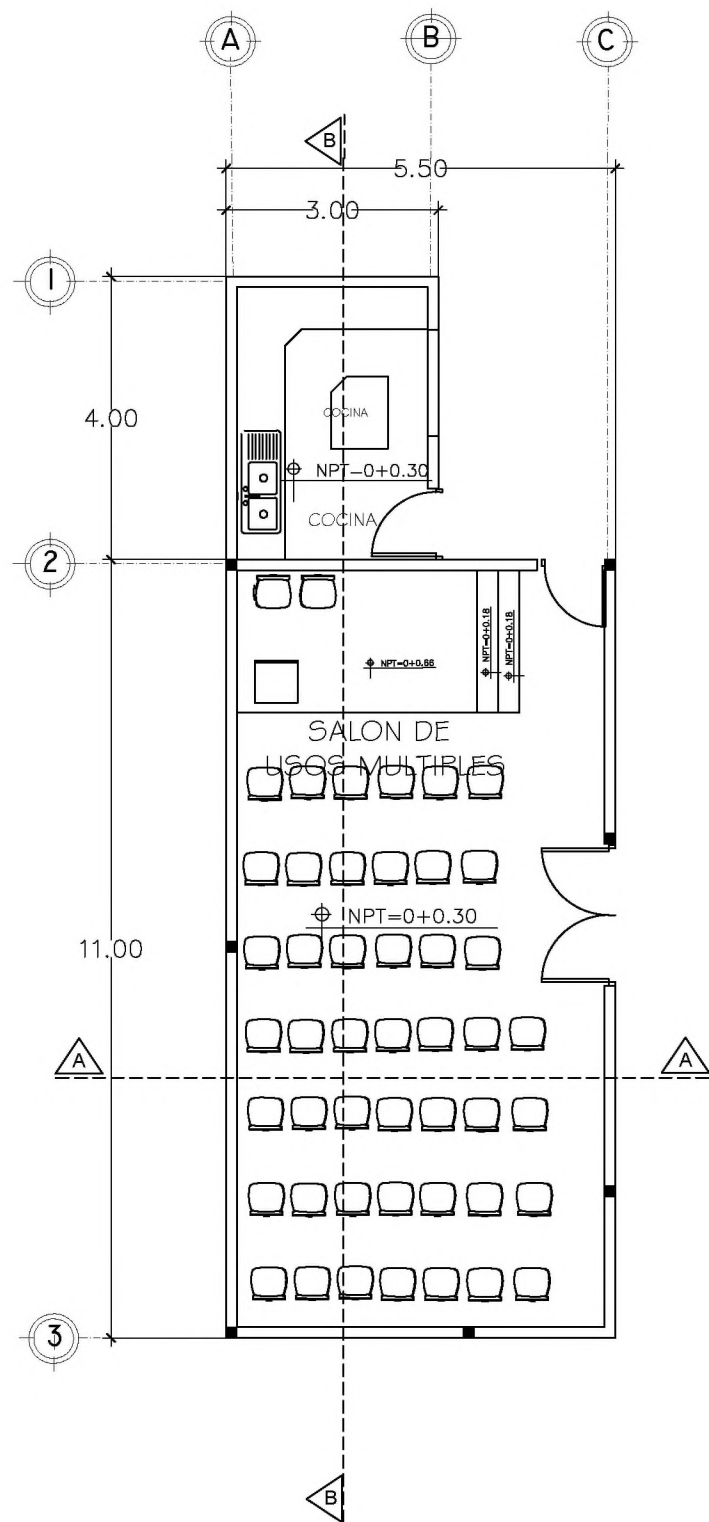 A
B
C
B
5.50
3.00
1
4.00
COCINA
NPT-0+0.30
COCINA
2
NPT=0+0.66
NPT=0+0.18
NPT=0+0.18
SALON DE
USOS MULTIPLES
NPT=0+0.30
11.00
A
A
3
B